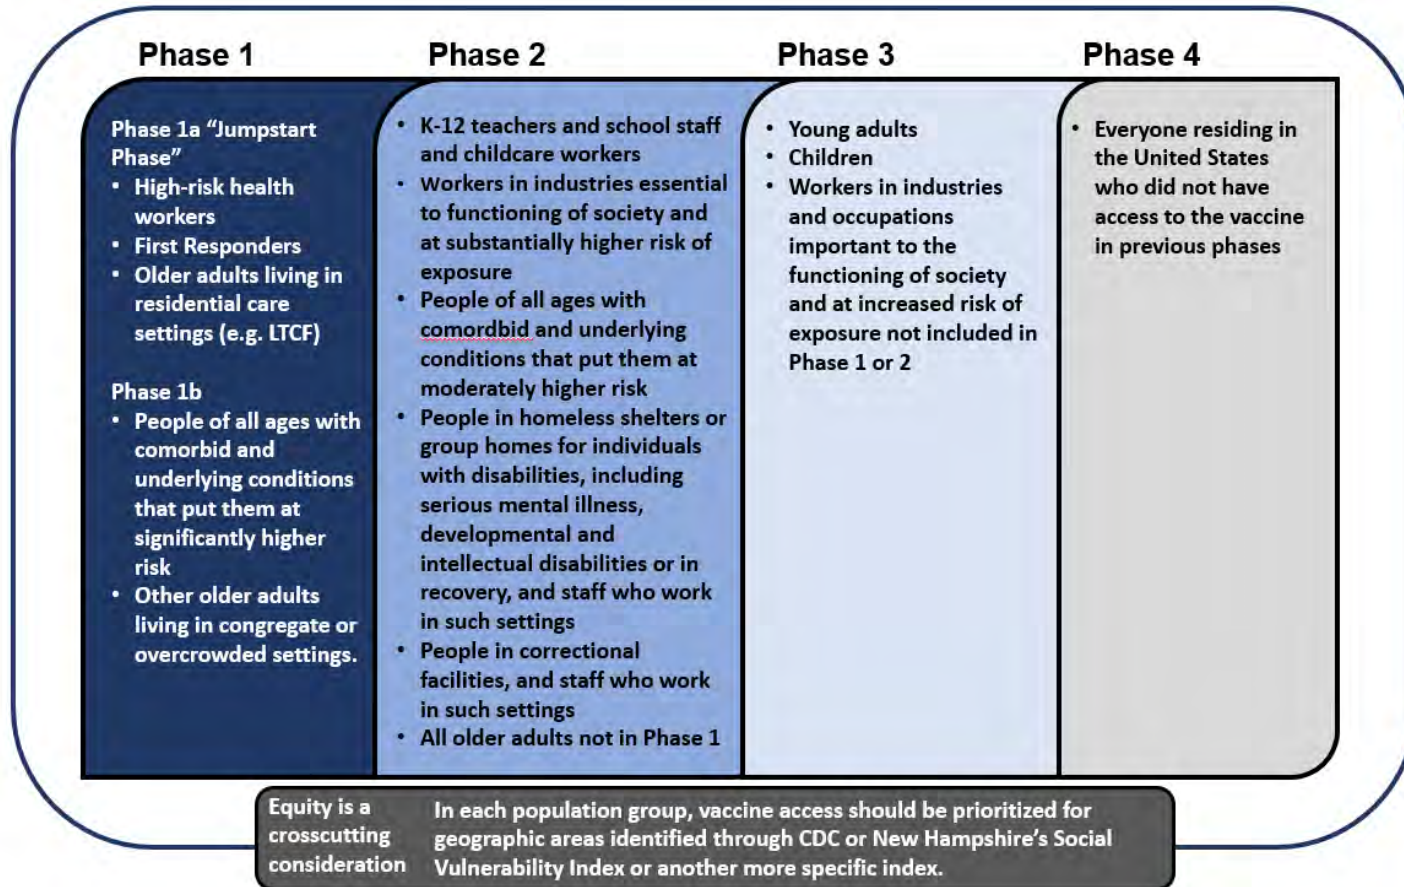 Phase 1
Phase 1a “Jumpstart
Phase”
• High-risk health
workers
• First Responders
• Older adults living in
residential care
settings (e.g. LTCF)
Phase 1b
• People of all ages with
comorbid and
underlying conditions
that put them at
significantly higher
risk
• Other older adults
living in congregate or
overcrowded settings.
Phase 2
• K-12 teachers and school staff
and childcare workers
• Workers in industries essential
to functioning of society and
at substantially higher risk of
exposure
• People of all ages with
comordbid and underlying
conditions that put them at
moderately higher risk
• People in homeless shelters or
group homes for individuals
with disabilities, including
serious mental illness,
developmental and
intellectual disabilities or in
recovery, and staff who work
in such settings
• People in correctional
facilities, and staff who work
in such settings
• All older adults not in Phase 1
Phase 3
• Young adults
• Children
• Workers in industries
and occupations
important to the
functioning of society
and at increased risk of
exposure not included in
Phase 1 or 2
Phase 4
• Everyone residing in
the United States
who did not have
access to the vaccine
in previous phases
Equity is a
crosscutting
consideration
In each population group, vaccine access should be prioritized for
geographic areas identified through CDC or New Hampshire’s Social
Vulnerability Index or another more specific index.